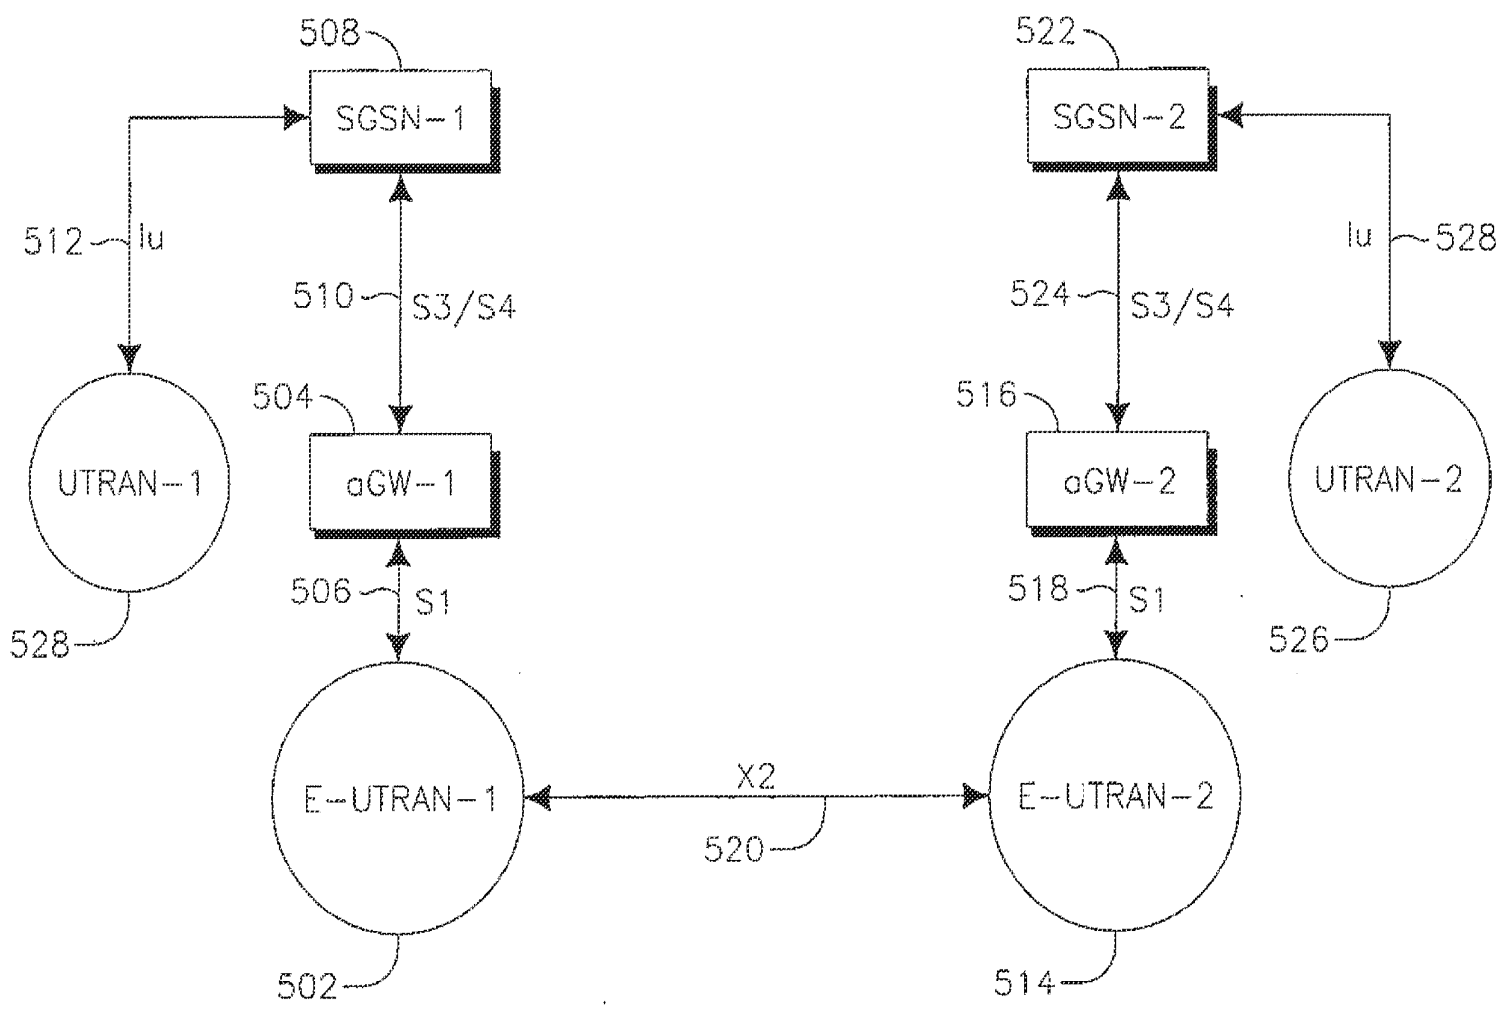 508
522
SGSN-1
SGSN-2
512
Iu
Iu
528
510
S3/S4
524
S3/S4
504
516
UTRAN-1
aGW-1
aGW-2
UTRAN-2
506
S1
518
S1
528
526
X2
E-UTRAN-1
E-UTRAN-2
520
502
514